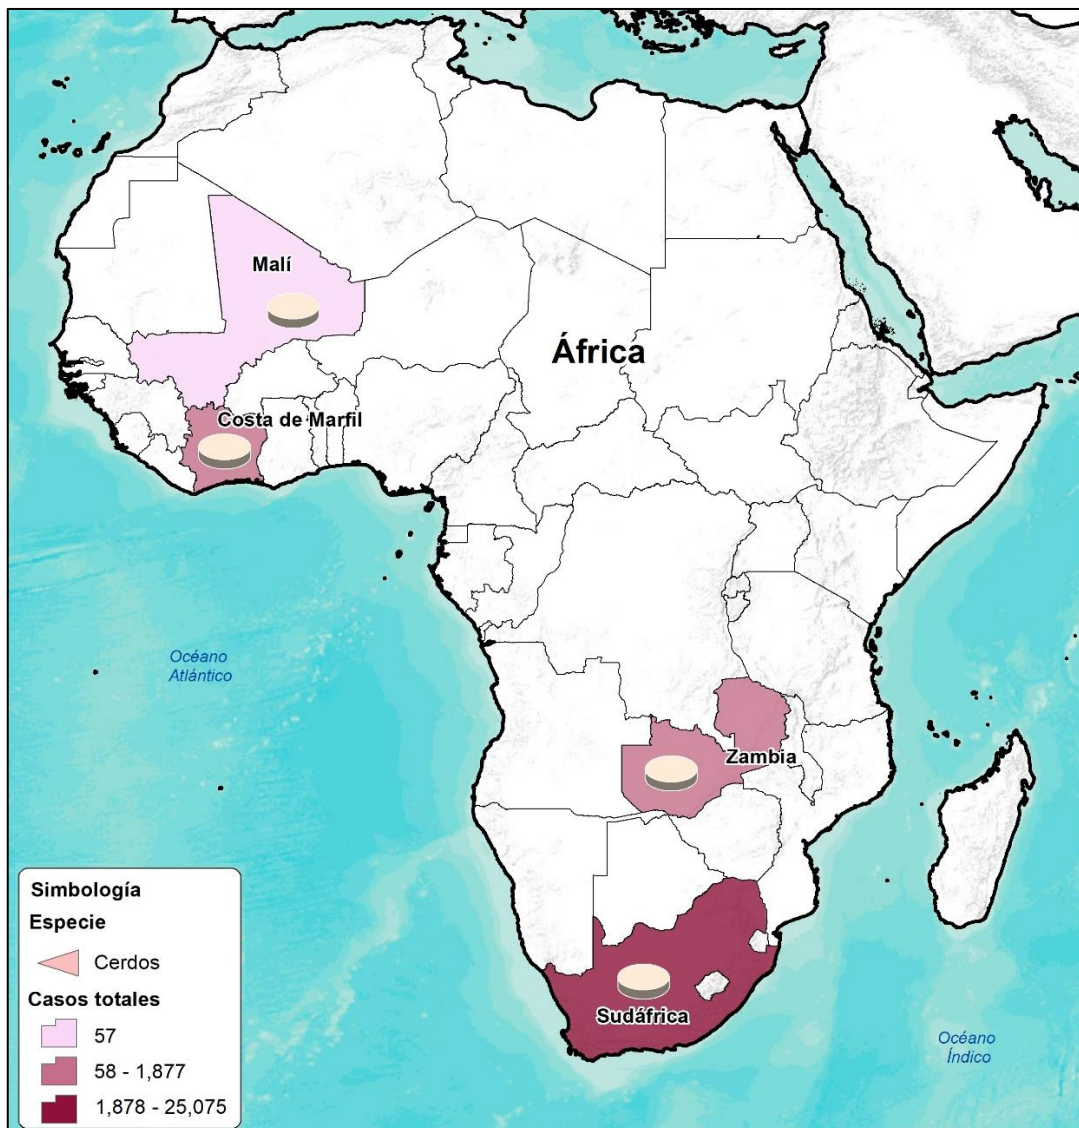 Malí
África
Costa de Marfil
Océano
Atlántico
Zambia
Simbología
Especie
Cerdos
Casos totales
57
58 - 1,877
1,878 - 25,075
Sudáfrica
Océano
Índico